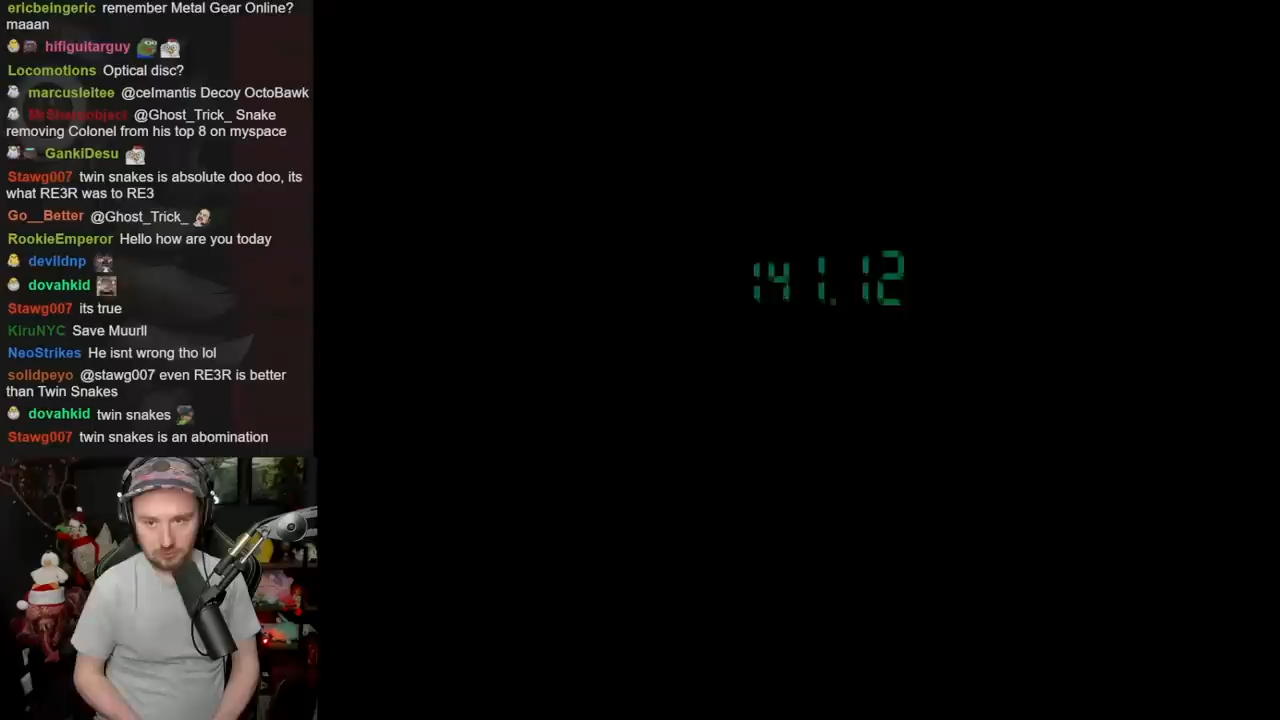 ericbeingeric remember Metal Gear Online?
maaan
hifiguitarguy
Locomotions Optical disc?
marcusleitee @celmantis Decoy OctoBawk
@Ghost_Trick_ Snake
removing Colonel from his top 8 on myspace
GankiDesu
Stawg007 twin snakes is absolute doo doo, its
what RE3R was to RE3
Go__Better @Ghost_Trick_
RookieEmperor Hello how are you today
devildnp
dovahkid
Stawg007 its true
KiruNYC Save Muurll
NeoStrikes He isnt wrong tho lol
solidpeyo @stawg007 even RE3R is better
than Twin Snakes
dovahkid twin snakes
Stawg007 twin snakes is an abomination
141.12